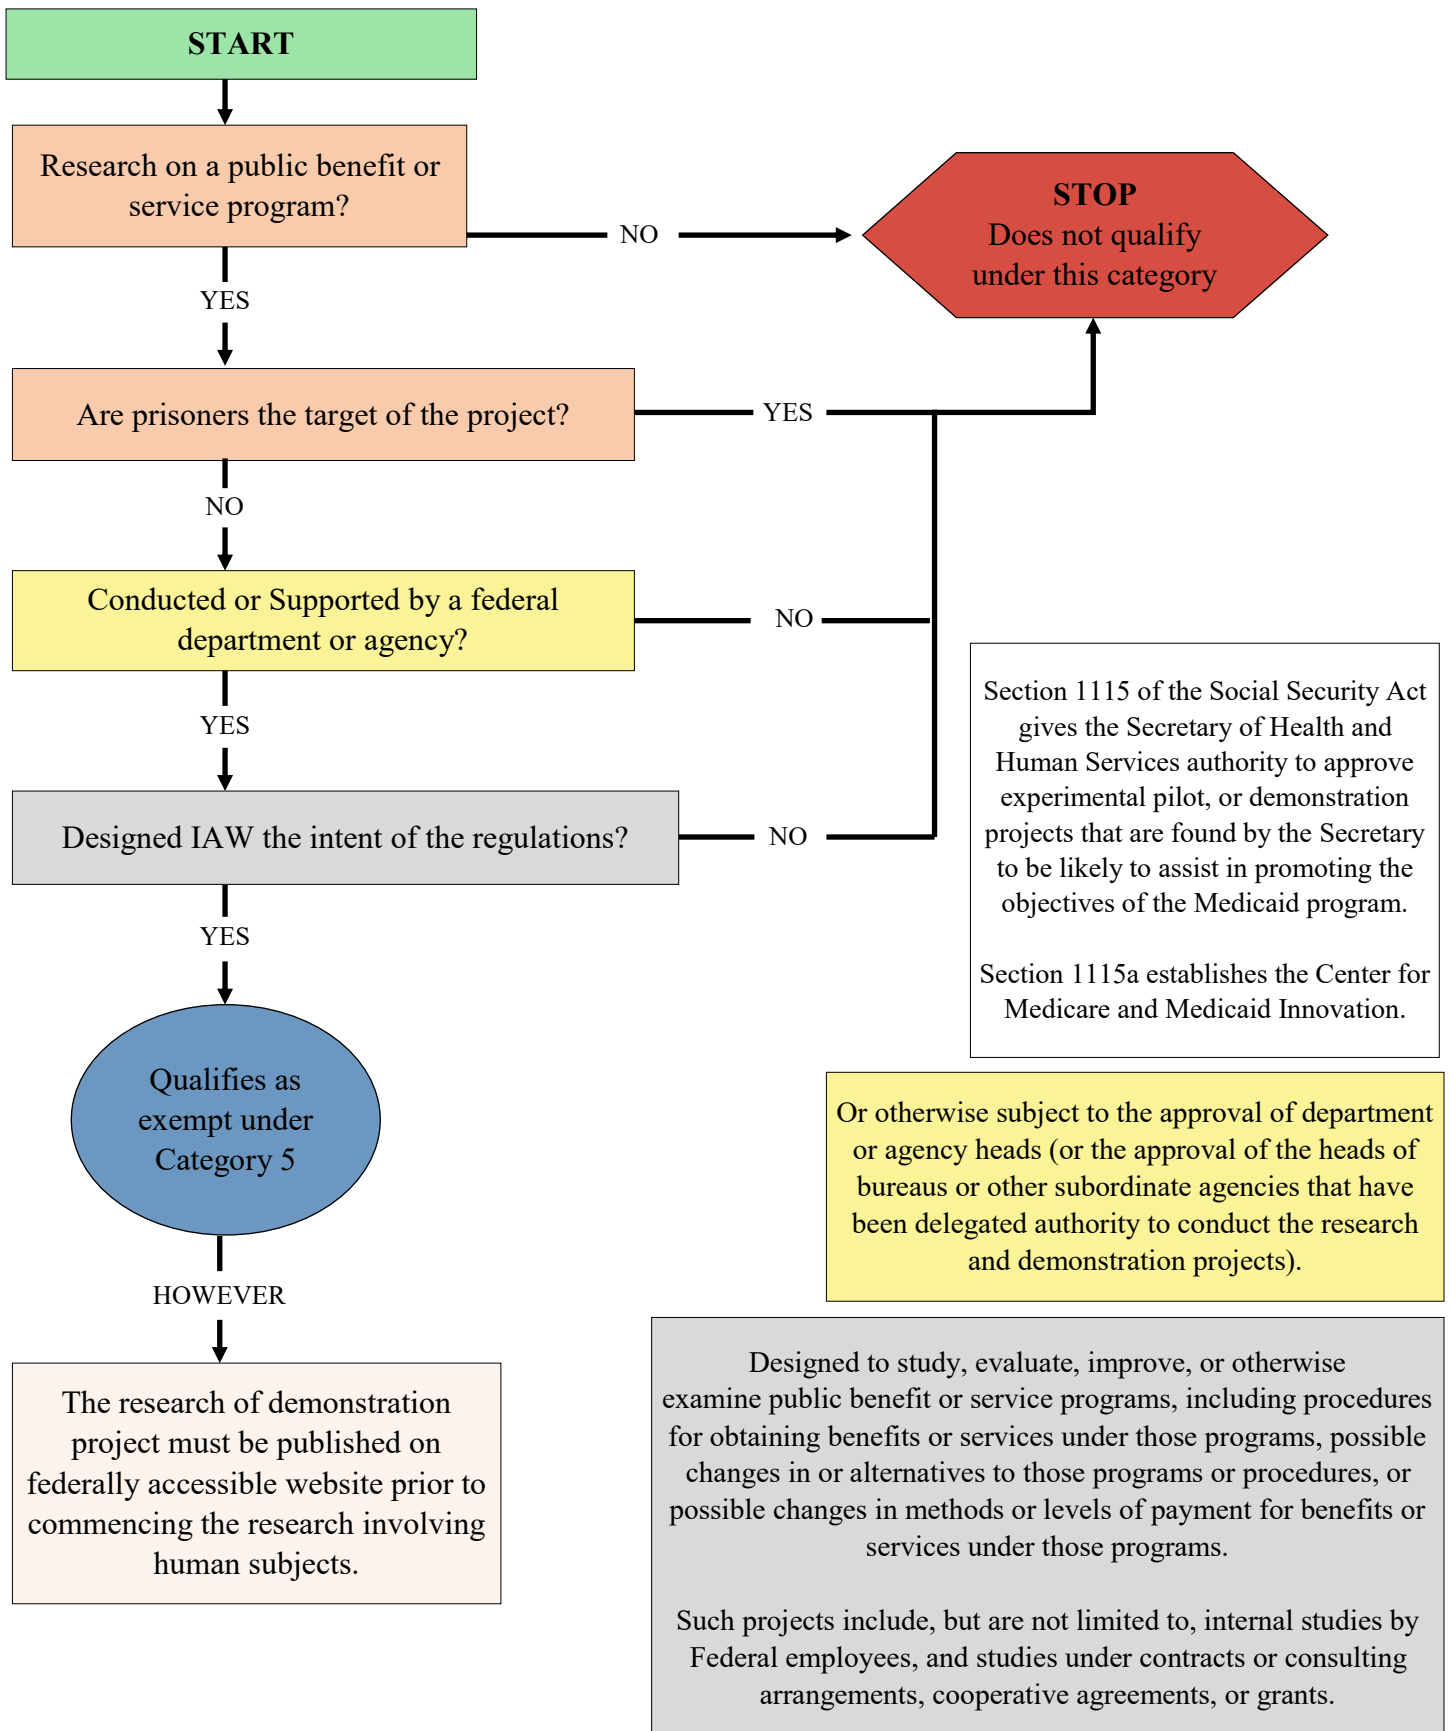 START
Research on a public benefit or
service program?
NO
STOP
Does not qualify
under this category
YES
Are prisoners the target of the project?
YES
NO
Conducted or Supported by a federal
department or agency?
NO
YES
Designed IAW the intent of the regulations?
NO
YES
Qualifies as
exempt under
Category 5
HOWEVER
The research of demonstration
project must be published on
federally accessible website prior to
commencing the research involving
human subjects.
Section 1115 of the Social Security Act
gives the Secretary of Health and
Human Services authority to approve
experimental pilot, or demonstration
projects that are found by the Secretary
to be likely to assist in promoting the
objectives of the Medicaid program.
Section 1115a establishes the Center for
Medicare and Medicaid Innovation.
Or otherwise subject to the approval of department
or agency heads (or the approval of the heads of
bureaus or other subordinate agencies that have
been delegated authority to conduct the research
and demonstration projects).
Designed to study, evaluate, improve, or otherwise
examine public benefit or service programs, including procedures
for obtaining benefits or services under those programs, possible
changes in or alternatives to those programs or procedures, or
possible changes in methods or levels of payment for benefits or
services under those programs.
Such projects include, but are not limited to, internal studies by
Federal employees, and studies under contracts or consulting
arrangements, cooperative agreements, or grants.